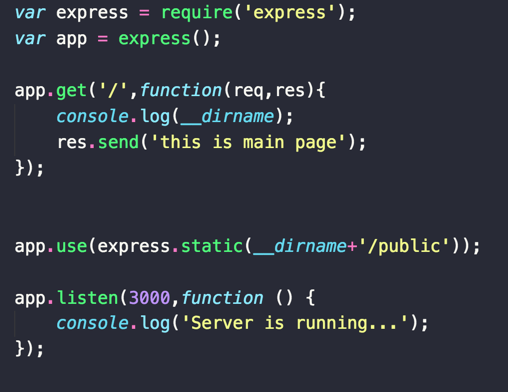 var express = require('express');
var app = express();
app.get('/',function(req,res){
    console.log(__dirname);
    res.send('this is main page');
});
app.use(express.static(__dirname+'/public'));
app.listen(3000,function () {
    console.log('Server is running...');
});